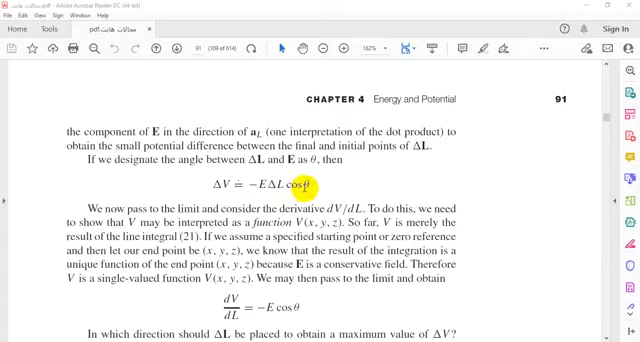 مجالات هايت.pdf - Adobe Acrobat Reader DC (32-bit)
File Edit View Sign Window Help
Home Tools مجالات هايت.pdf ×
91 (109 of 614) 162%
CHAPTER 4 Energy and Potential 91
the component of E in the direction of a_L (one interpretation of the dot product) to
obtain the small potential difference between the final and initial points of ΔL.
If we designate the angle between ΔL and E as θ, then
ΔV ≐ −E ΔL cos θ
We now pass to the limit and consider the derivative dV/dL. To do this, we need
to show that V may be interpreted as a function V(x, y, z). So far, V is merely the
result of the line integral (21). If we assume a specified starting point or zero reference
and then let our end point be (x, y, z), we know that the result of the integration is a
unique function of the end point (x, y, z) because E is a conservative field. Therefore
V is a single-valued function V(x, y, z). We may then pass to the limit and obtain
dV/dL = −E cos θ
In which direction should ΔL be placed to obtain a maximum value of ΔV?